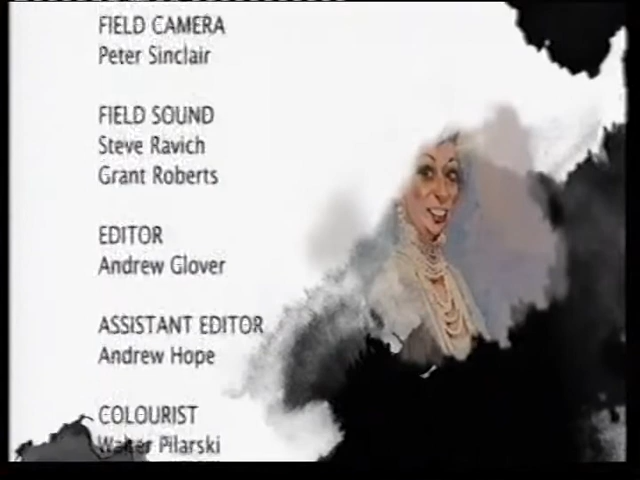 FIELD CAMERA
Peter Sinclair
FIELD SOUND
Steve Ravich
Grant Roberts
EDITOR
Andrew Glover
ASSISTANT EDITOR
Andrew Hope
COLOURIST
Walter Pilarski